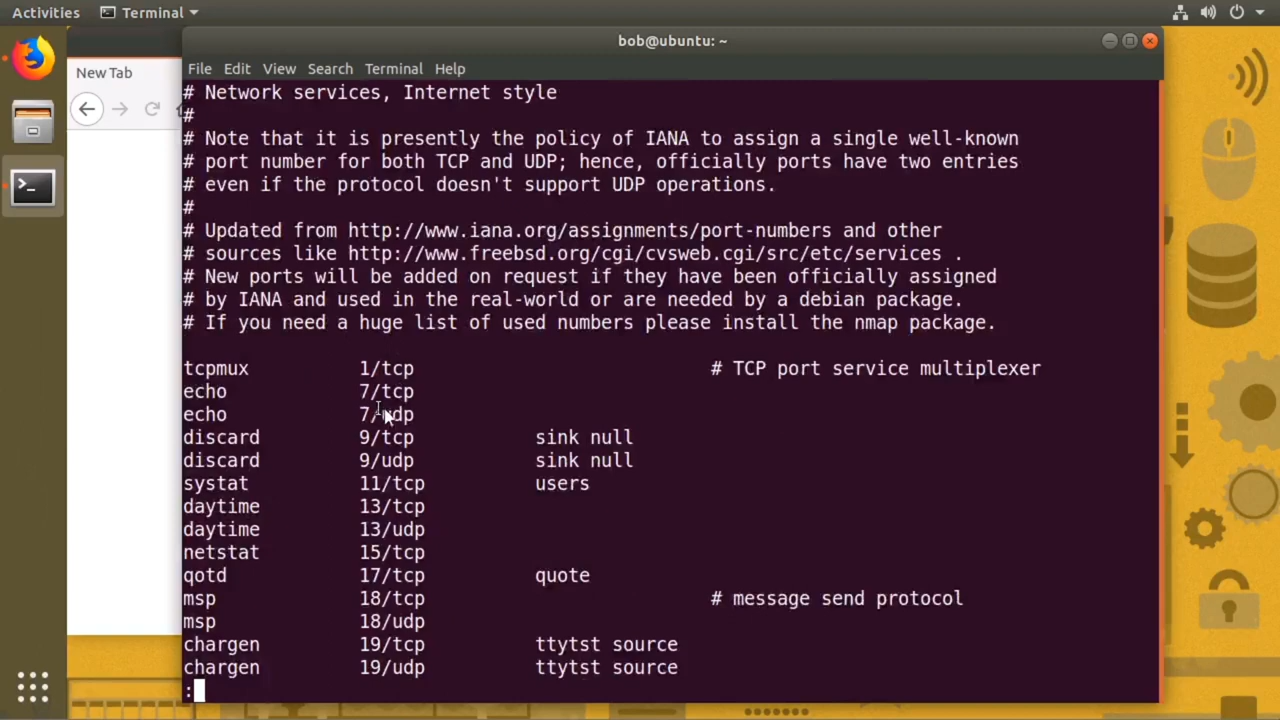 Activities
Terminal
New Tab
bob@ubuntu: ~
File Edit View Search Terminal Help
# Network services, Internet style
#
# Note that it is presently the policy of IANA to assign a single well-known
# port number for both TCP and UDP; hence, officially ports have two entries
# even if the protocol doesn't support UDP operations.
#
# Updated from http://www.iana.org/assignments/port-numbers and other
# sources like http://www.freebsd.org/cgi/cvsweb.cgi/src/etc/services .
# New ports will be added on request if they have been officially assigned
# by IANA and used in the real-world or are needed by a debian package.
# If you need a huge list of used numbers please install the nmap package.
tcpmux 1/tcp # TCP port service multiplexer
echo 7/tcp
echo 7/udp
discard 9/tcp sink null
discard 9/udp sink null
systat 11/tcp users
daytime 13/tcp
daytime 13/udp
netstat 15/tcp
qotd 17/tcp quote
msp 18/tcp # message send protocol
msp 18/udp
chargen 19/tcp ttytst source
chargen 19/udp ttytst source
: